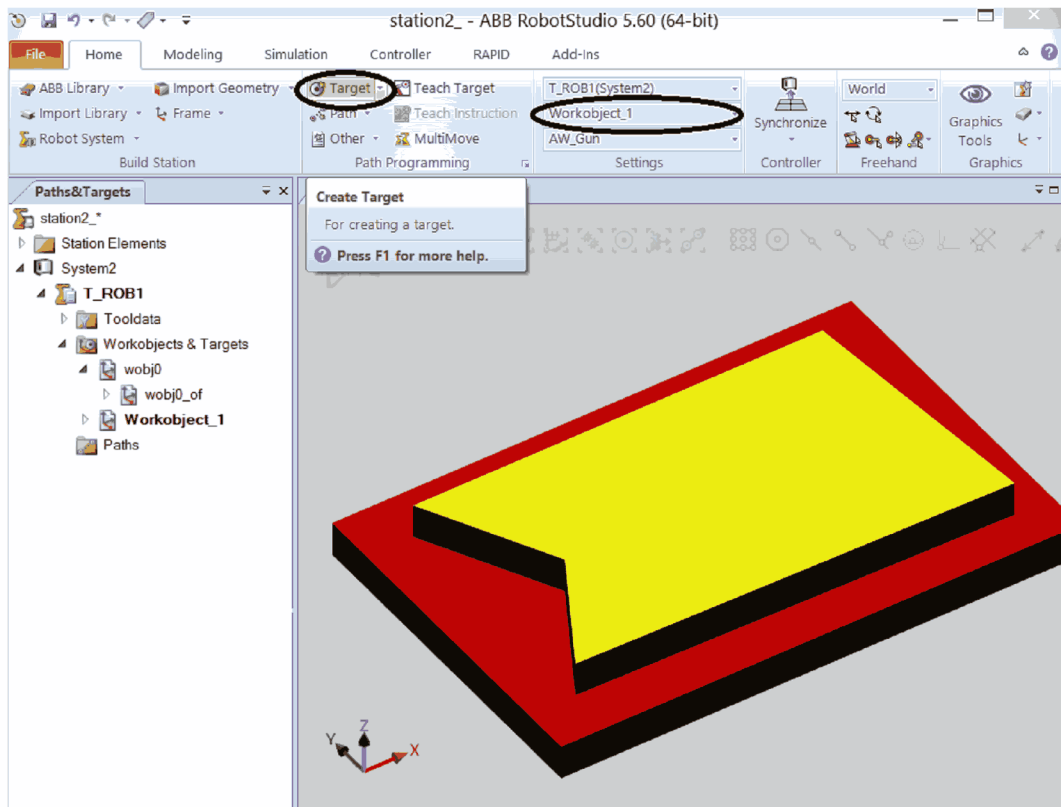 station2_ - ABB RobotStudio 5.60 (64-bit)
File Home Modeling Simulation Controller RAPID Add-Ins
ABB Library Import Geometry Target Teach Target T_ROB1(System2) World
Import Library Frame Path Teach Instruction Workobject_1 Synchronize Graphics Tools
Robot System Other MultiMove AW_Gun
Build Station Path Programming Settings Controller Freehand Graphics
Paths&Targets
Create Target
station2_*
For creating a target.
Station Elements
Press F1 for more help.
System2
T_ROB1
Tooldata
Workobjects & Targets
wobj0
wobj0_of
Workobject_1
Paths
Z
Y
X